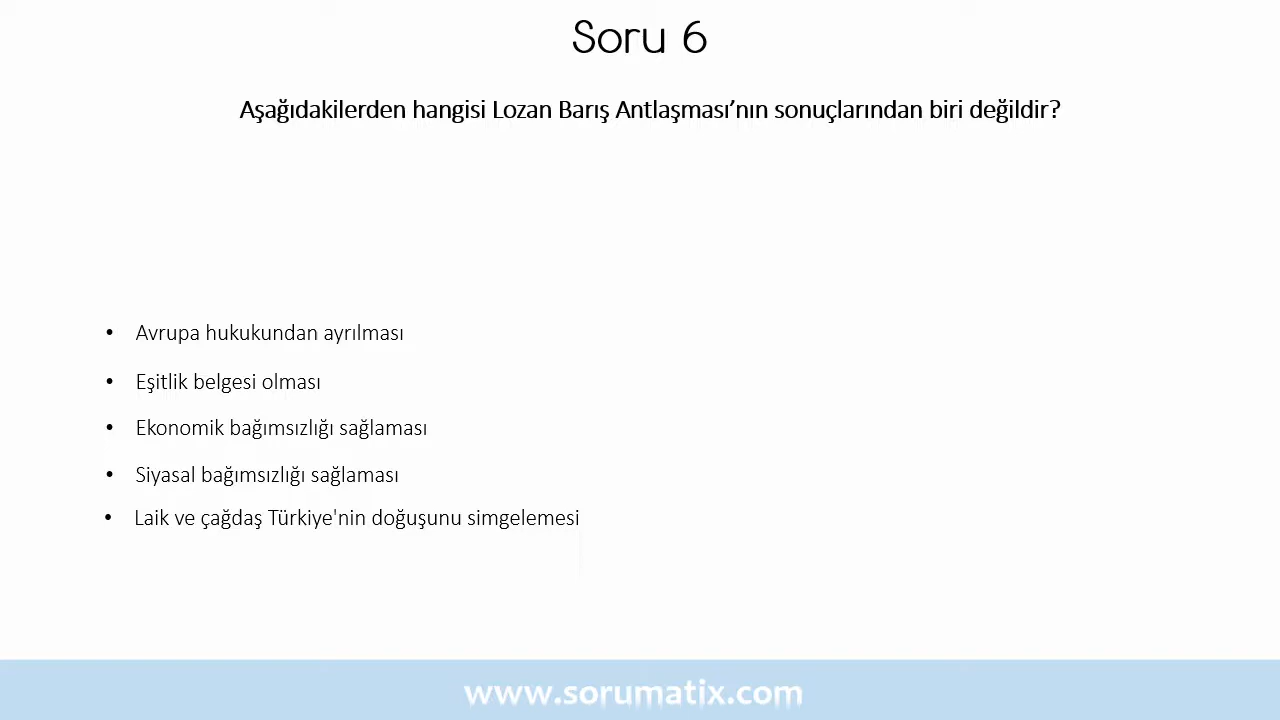 Soru 6
Aşağıdakilerden hangisi Lozan Barış Antlaşması’nın sonuçlarından biri değildir?
• Avrupa hukukundan ayrılması
• Eşitlik belgesi olması
• Ekonomik bağımsızlığı sağlaması
• Siyasal bağımsızlığı sağlaması
• Laik ve çağdaş Türkiye'nin doğuşunu simgelemesi
www.sorumatix.com